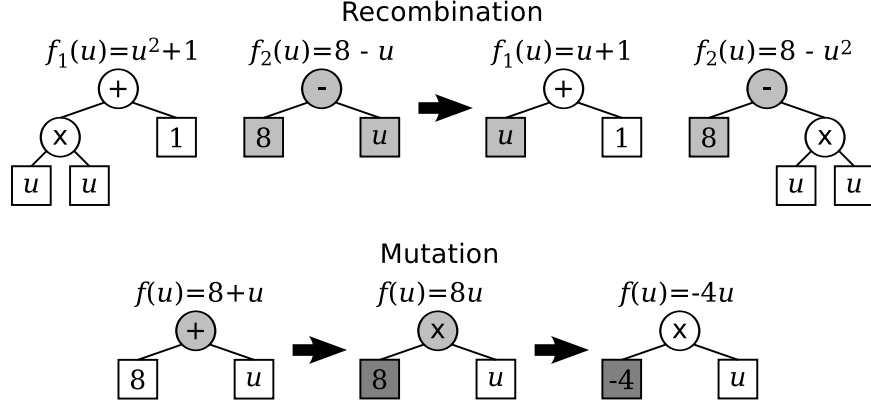 Recombination
f₁(u)=u²+1 f₂(u)=8 - u f₁(u)=u+1 f₂(u)=8 - u²
+ - + -
x 1 8 u u 1 8 x
u u u u
Mutation
f(u)=8+u f(u)=8u f(u)=-4u
+ x x
8 u 8 u -4 u